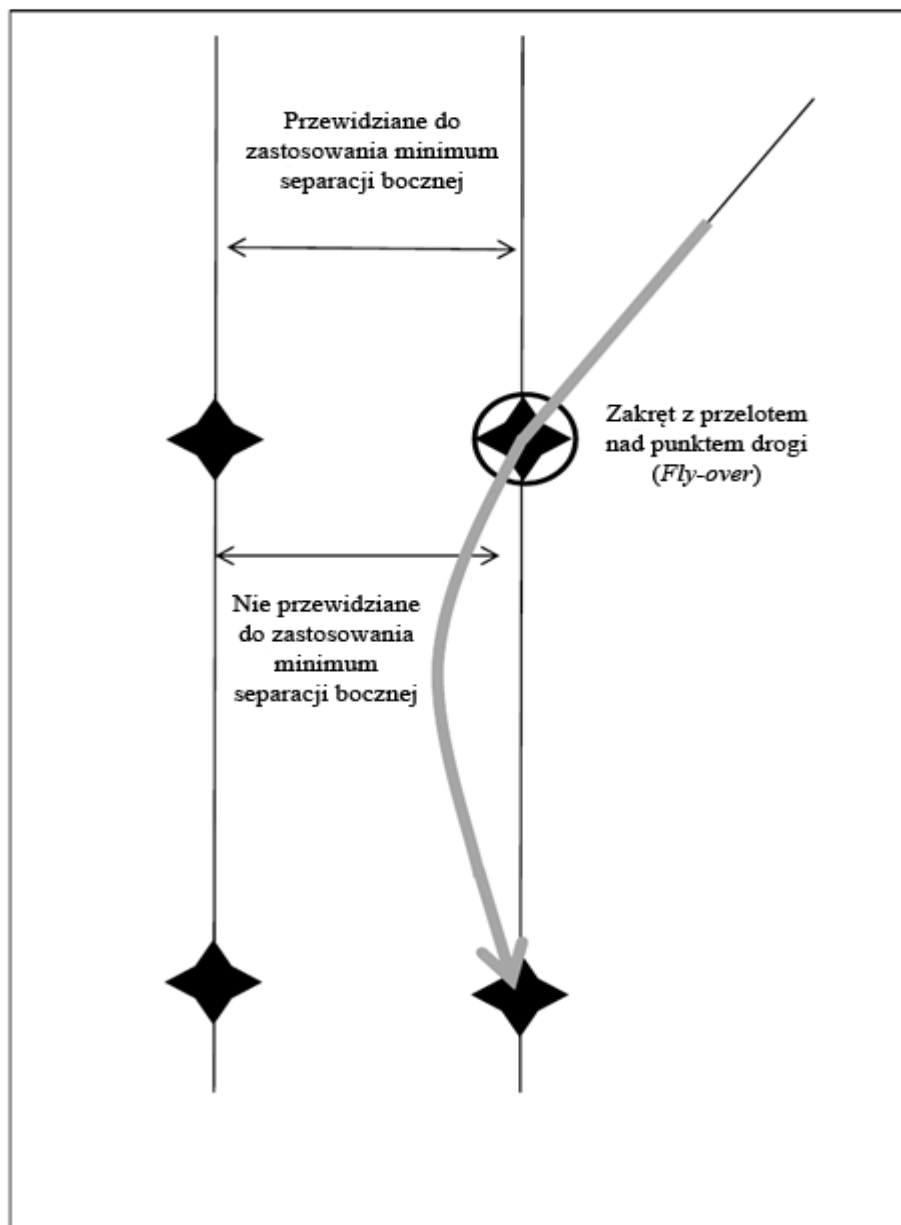 Przewidziane do
zastosowania minimum
separacji bocznej
Zakręt z przelotem
nad punktem drogi
(Fly-over)
Nie przewidziane
do zastosowania
minimum
separacji bocznej